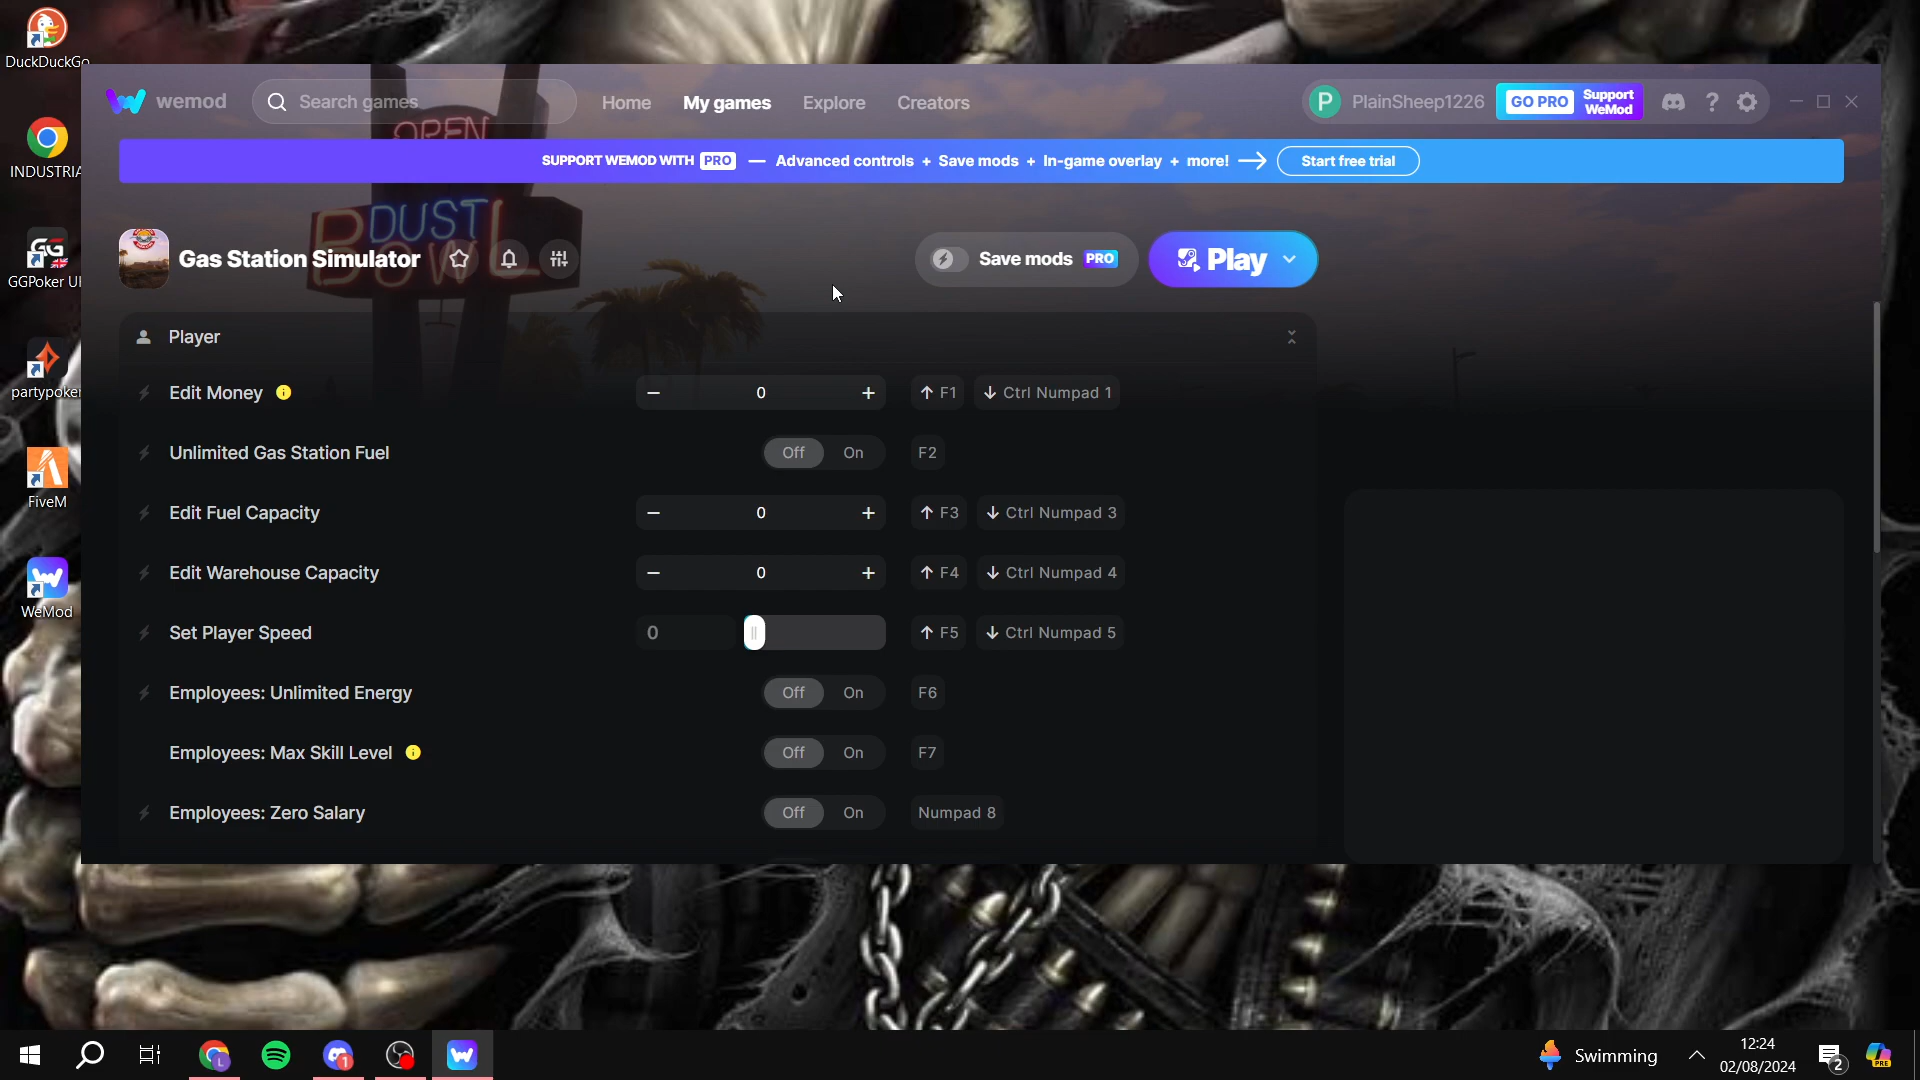 DuckDuckGo
INDUSTRIA
GGPoker U
partypoker
FiveM
WeMod
wemod
Search games
Home
My games
Explore
Creators
P
PlainSheep1226
GO PRO
Support
WeMod
SUPPORT WEMOD WITH PRO — Advanced controls + Save mods + In-game overlay + more! → Start free trial
OPEN
DUST
BOWL
Gas Station Simulator
Save mods PRO
Play
Player
Edit Money
0
F1
Ctrl Numpad 1
Unlimited Gas Station Fuel
Off On
F2
Edit Fuel Capacity
0
F3
Ctrl Numpad 3
Edit Warehouse Capacity
0
F4
Ctrl Numpad 4
Set Player Speed
0
F5
Ctrl Numpad 5
Employees: Unlimited Energy
Off On
F6
Employees: Max Skill Level
Off On
F7
Employees: Zero Salary
Off On
Numpad 8
L
1
Swimming
12:24
02/08/2024
2
PRE